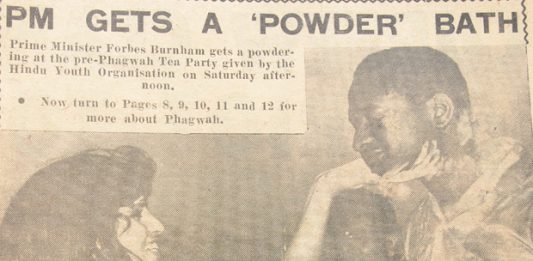 PM GETS A 'POWDER' BATH
Prime Minister Forbes Burnham gets a powder-
ing at the pre-Phagwah Tea Party given by the
Hindu Youth Organisation on Saturday after-
noon.
• Now turn to Pages 8, 9, 10, 11 and 12 for
more about Phagwah.